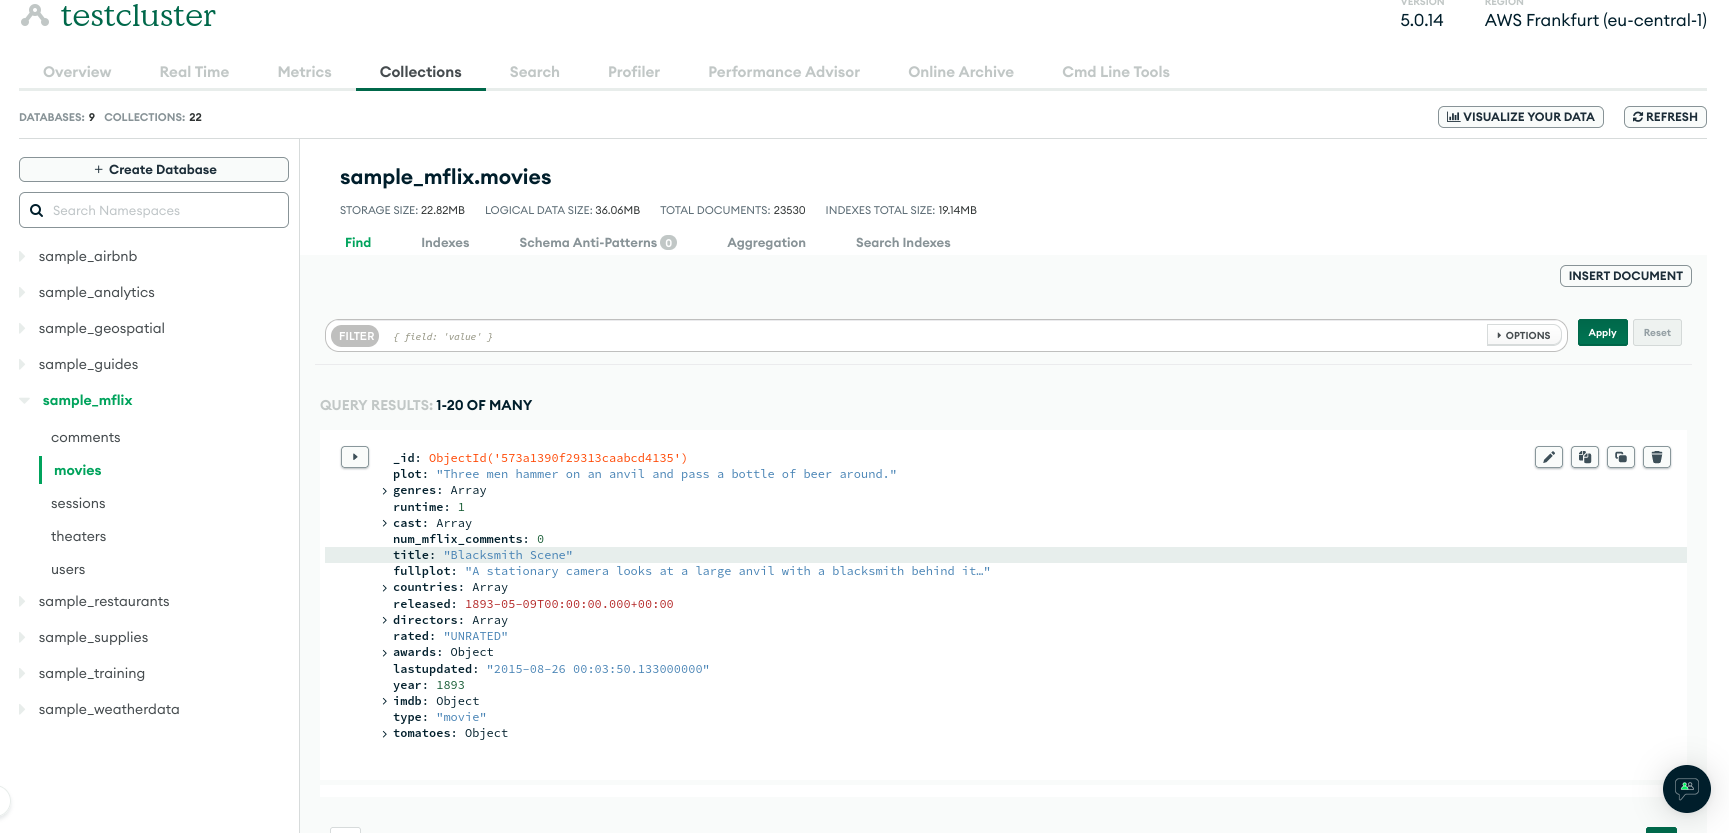 testcluster
VERSION
5.0.14
REGION
AWS Frankfurt (eu-central-1)
Overview Real Time Metrics Collections Search Profiler Performance Advisor Online Archive Cmd Line Tools
DATABASES: 9 COLLECTIONS: 22
VISUALIZE YOUR DATA
REFRESH
+ Create Database
Search Namespaces
sample_airbnb
sample_analytics
sample_geospatial
sample_guides
sample_mflix
comments
movies
sessions
theaters
users
sample_restaurants
sample_supplies
sample_training
sample_weatherdata
sample_mflix.movies
STORAGE SIZE: 22.82MB LOGICAL DATA SIZE: 36.06MB TOTAL DOCUMENTS: 23530 INDEXES TOTAL SIZE: 19.14MB
Find Indexes Schema Anti-Patterns 0 Aggregation Search Indexes
INSERT DOCUMENT
FILTER { field: 'value' } OPTIONS Apply Reset
QUERY RESULTS: 1-20 OF MANY
_id: ObjectId('573a1390f29313caabcd4135')
plot: "Three men hammer on an anvil and pass a bottle of beer around."
genres: Array
runtime: 1
cast: Array
num_mflix_comments: 0
title: "Blacksmith Scene"
fullplot: "A stationary camera looks at a large anvil with a blacksmith behind it…"
countries: Array
released: 1893-05-09T00:00:00.000+00:00
directors: Array
rated: "UNRATED"
awards: Object
lastupdated: "2015-08-26 00:03:50.133000000"
year: 1893
imdb: Object
type: "movie"
tomatoes: Object